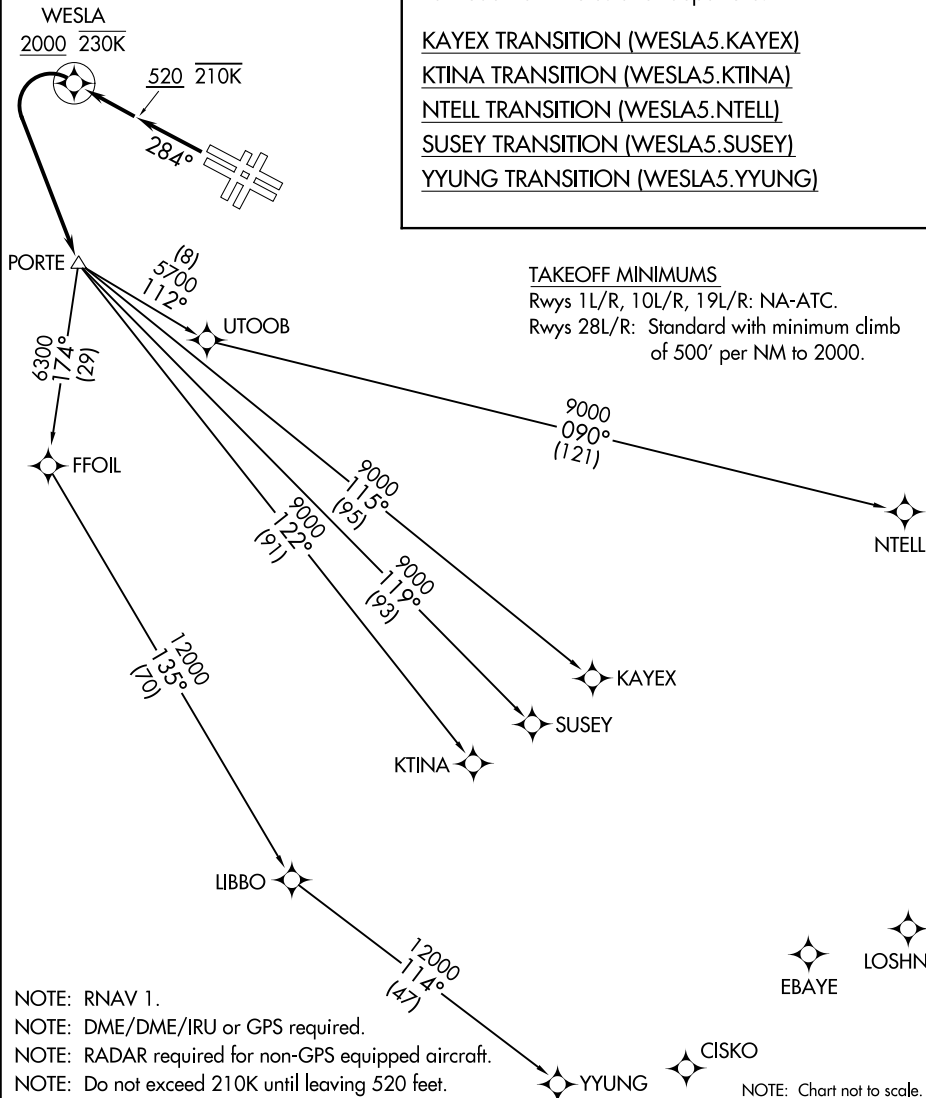 WESLA
2000 230K
520 210K
284°
KAYEX TRANSITION (WESLA5.KAYEX)
KTINA TRANSITION (WESLA5.KTINA)
NTELL TRANSITION (WESLA5.NTELL)
SUSEY TRANSITION (WESLA5.SUSEY)
YYUNG TRANSITION (WESLA5.YYUNG)
PORTE
(8)
5700
112°
UTOOB
TAKEOFF MINIMUMS
Rwys 1L/R, 10L/R, 19L/R: NA-ATC.
Rwys 28L/R: Standard with minimum climb
of 500' per NM to 2000.
6300
174°
(29)
FFOIL
9000
090°
(121)
NTELL
9000
115°
(95)
9000
122°
(91)
9000
119°
(93)
KAYEX
SUSEY
KTINA
12000
135°
(70)
LIBBO
12000
114°
(47)
EBAYE
LOSHN
CISKO
YYUNG
NOTE: RNAV 1.
NOTE: DME/DME/IRU or GPS required.
NOTE: RADAR required for non-GPS equipped aircraft.
NOTE: Do not exceed 210K until leaving 520 feet.
NOTE: Chart not to scale.